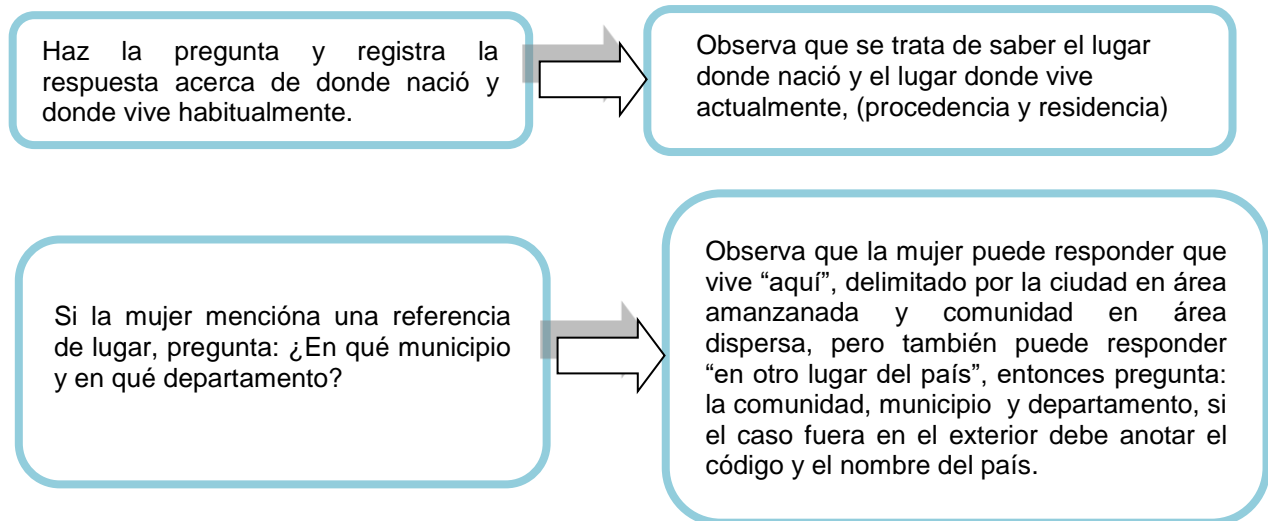 Haz la pregunta y registra la
respuesta acerca de donde nació y
donde vive habitualmente.
Observa que se trata de saber el lugar
donde nació y el lugar donde vive
actualmente, (procedencia y residencia)
Si la mujer mencióna una referencia
de lugar, pregunta: ¿En qué municipio
y en qué departamento?
Observa que la mujer puede responder que
vive “aquí”, delimitado por la ciudad en área
amanzanada y comunidad en área
dispersa, pero también puede responder
“en otro lugar del país”, entonces pregunta:
la comunidad, municipio y departamento, si
el caso fuera en el exterior debe anotar el
código y el nombre del país.